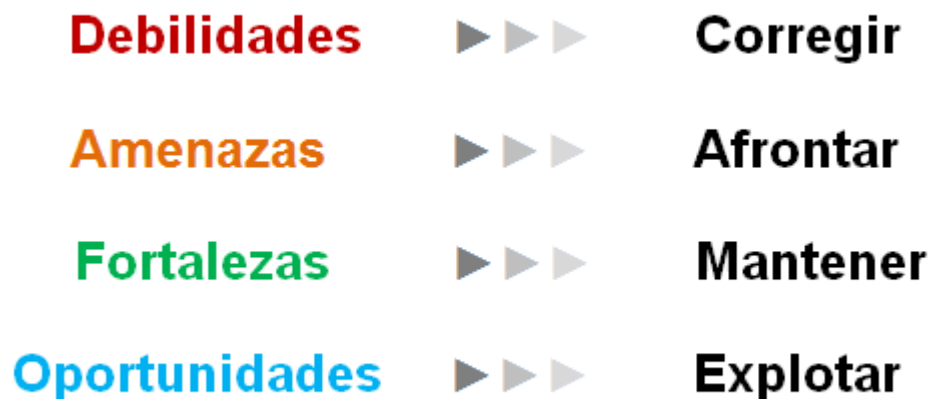 Debilidades Corregir
Amenazas Afrontar
Fortalezas Mantener
Oportunidades Explotar